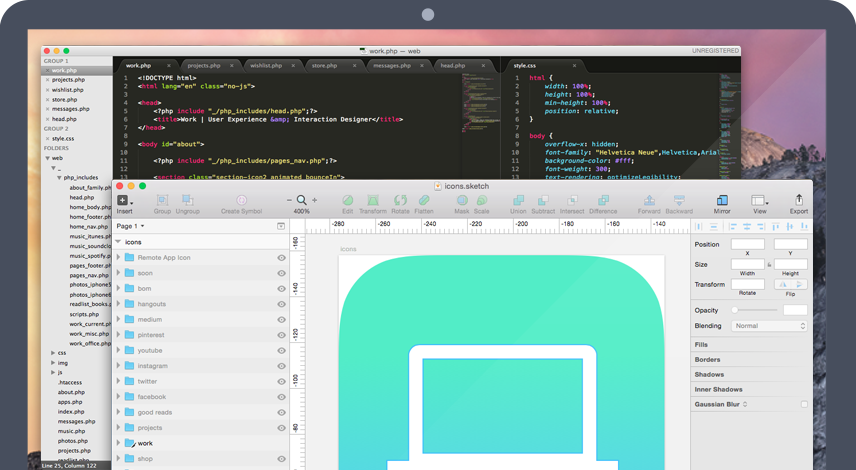 work.php — web
UNREGISTERED
GROUP 1
work.php
projects.php
wishlist.php
store.php
messages.php
head.php
GROUP 2
style.css
FOLDERS
web
_
php_includes
about_family.php
head.php
home_body.php
home_footer.php
home_nav.php
music_itunes.php
music_soundclo
music_spotify.php
pages_footer.php
pages_nav.php
photos_iphone5
photos_iphone6
readlist_books.php
scripts.php
work_current.php
work_misc.php
work_office.php
css
img
js
.htaccess
about.php
apps.php
index.php
messages.php
music.php
photos.php
projects.php
Line 25, Column 122
work.php
projects.php
wishlist.php
store.php
messages.php
head.php
1 <!DOCTYPE html>
2 <html lang="en" class="no-js">
3
4 <head>
5 <?php include "_/php_includes/head.php";?>
6 <title>Work | User Experience &amp; Interaction Designer</title>
7 </head>
8
9 <body id="about">
10
11 <?php include "_/php_includes/pages_nav.php";?>
12
13 <section class="section-icon2 animated bounceIn">
style.css
1 html {
2 width: 100%;
3 height: 100%;
4 min-height: 100%;
5 position: relative;
6 }
7
8 body {
9 overflow-x: hidden;
10 font-family: "Helvetica Neue",Helvetica,Arial
11 background-color: #fff;
12 font-weight: 300;
13 text-rendering: optimizeLegibility;
icons.sketch
Insert
Group
Ungroup
Create Symbol
400%
Edit
Transform
Rotate
Flatten
Mask
Scale
Union
Subtract
Intersect
Difference
Forward
Backward
Mirror
View
Export
Page 1
icons
Remote App Icon
soon
born
hangouts
medium
pinterest
youtube
instagram
twitter
facebook
good reads
projects
work
shop
-280 -260 -240 -220 -200 -180 -160 -140
-160
-140
-120
-100
-80
icons
Position
X Y
Size
Width Height
Transform
Rotate Flip
Opacity
Blending Normal
Fills
Borders
Shadows
Inner Shadows
Gaussian Blur